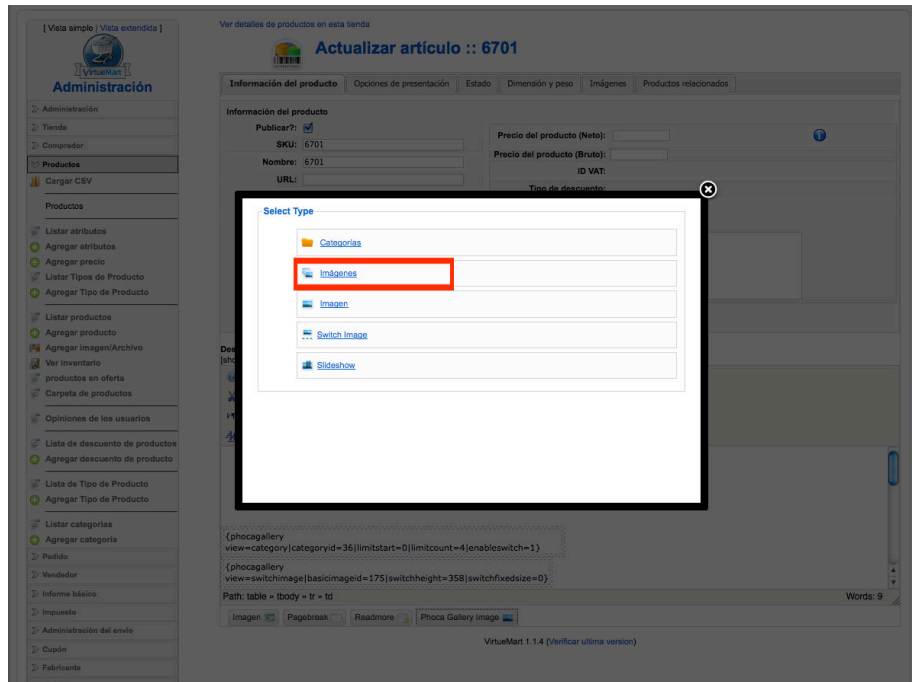 [ Vista simple | Vista extendida ]
VirtueMart
Administración
Administración
Tienda
Comprador
Productos
Cargar CSV
Productos
Listar atributos
Agregar atributos
Agregar precio
Listar Tipos de Producto
Agregar Tipo de Producto
Listar productos
Agregar producto
Agregar Imagen/Archivo
Ver inventario
productos en oferta
Carpeta de productos
Opiniones de los usuarios
Lista de descuento de productos
Agregar descuento de producto
Lista de Tipo de Producto
Agregar Tipo de Producto
Listar categorías
Agregar categoría
Pedido
Vendedor
Informe básico
Impuesto
Administración del envio
Cupón
Fabricante
Ver detalles de productos en esta tienda
Actualizar artículo :: 6701
Información del producto Opciones de presentación Estado Dimensión y peso Imágenes Productos relacionados
Información del producto
Publicar?:
SKU: 6701
Nombre: 6701
URL:
Precio del producto (Neto):
Precio del producto (Bruto):
ID VAT:
Tipo de descuento:
Select Type
Categorías
Imágenes
Imagen
Switch Image
Slideshow
{phocagallery
view=category|categoryid=36|limitstart=0|limitcount=4|enableswitch=1}
{phocagallery
view=switchimage|basicimageid=175|switchheight=358|switchfixedsize=0}
Path: table » tbody » tr » td Words: 9
Imagen Pagebreak Readmore Phoca Gallery Image
VirtueMart 1.1.4 (Verificar ultima version)